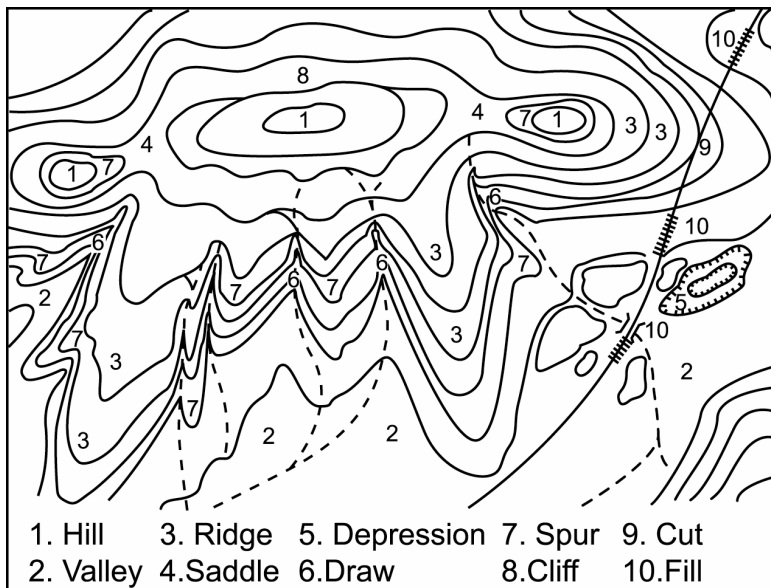 10
8
1 4 7 1 3 3
4 9
1 7
6
10
6 3
7 6 7
7 6 7
2 5
7 3 10
3 2
7
3 2 2
1. Hill 3. Ridge 5. Depression 7. Spur 9. Cut
2. Valley 4.Saddle 6.Draw 8.Cliff 10.Fill